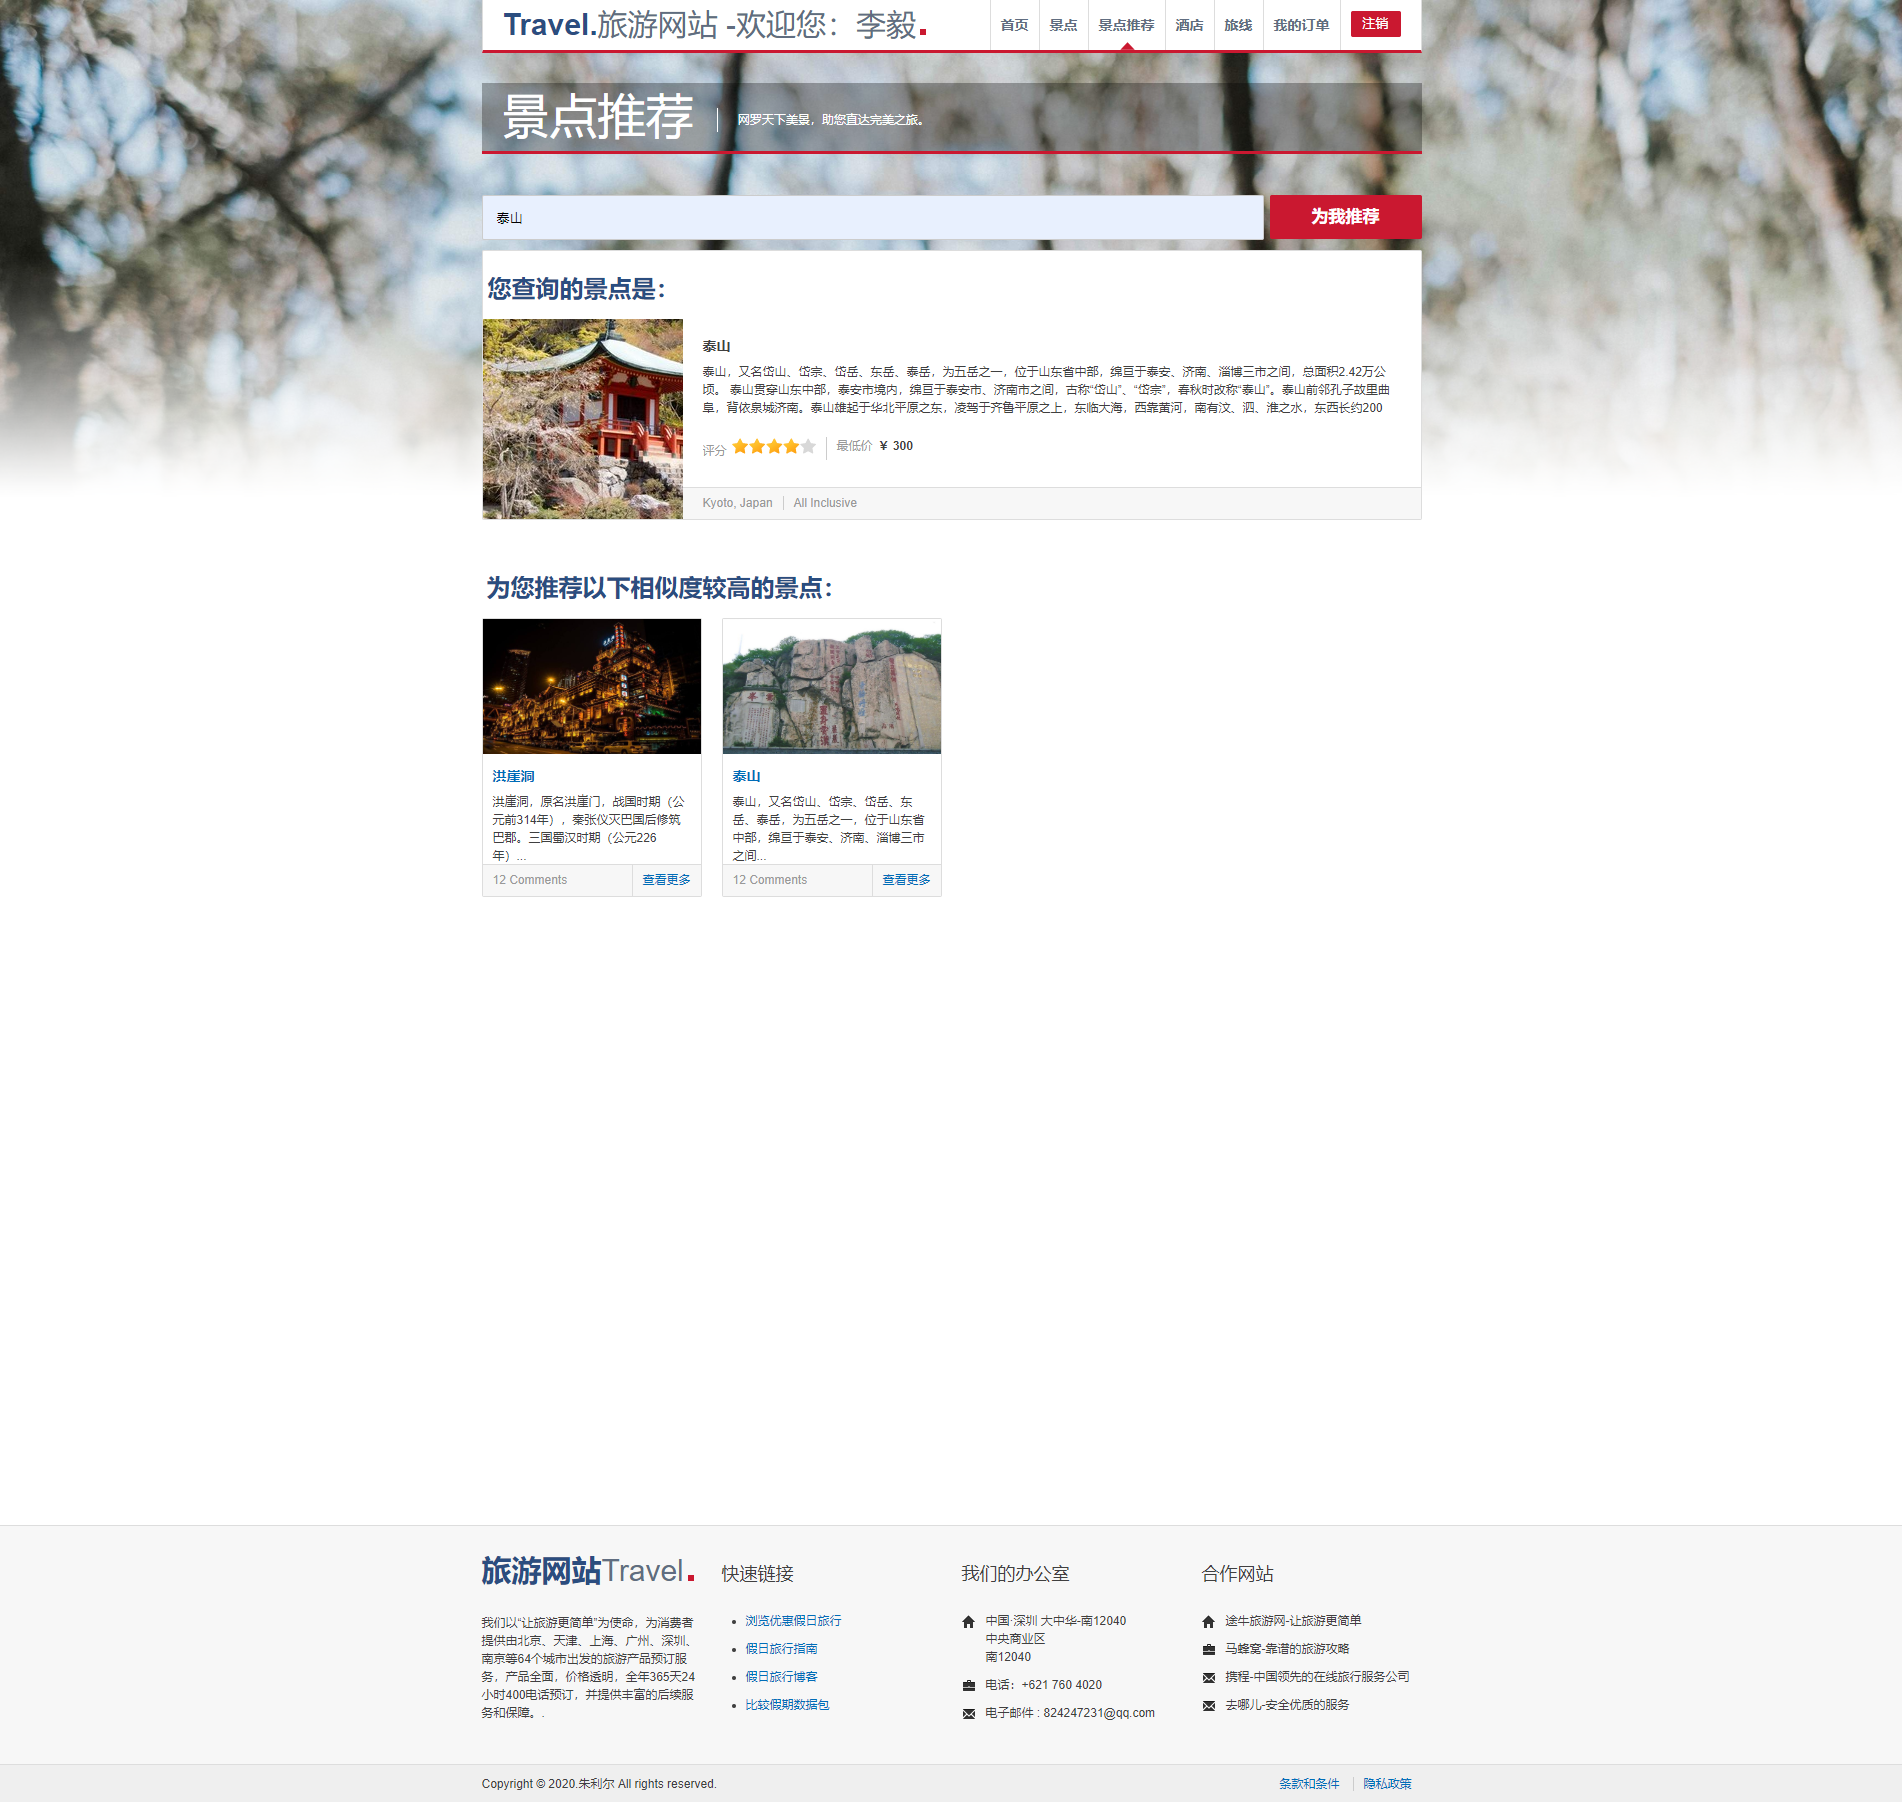 Travel.旅游网站 -欢迎您：李毅.
首页
景点
景点推荐
酒店
旅线
我的订单
注销
景点推荐
网罗天下美景，助您直达完美之旅。
泰山
为我推荐
您查询的景点是：
泰山
泰山，又名岱山、岱宗、岱岳、东岳、泰岳，为五岳之一，位于山东省中部，绵亘于泰安、济南、淄博三市之间，总面积2.42万公
顷。 泰山贯穿山东中部，泰安市境内，绵亘于泰安市、济南市之间，古称“岱山”、“岱宗”，春秋时改称“泰山”。泰山前邻孔子故里曲
阜，背依泉城济南。泰山雄起于华北平原之东，凌驾于齐鲁平原之上，东临大海，西靠黄河，南有汶、泗、淮之水，东西长约200
评分
最低价 ￥ 300
Kyoto, Japan
All Inclusive
为您推荐以下相似度较高的景点：
洪崖洞
洪崖洞，原名洪崖门，战国时期（公
元前314年），秦张仪灭巴国后修筑
巴郡。三国蜀汉时期（公元226
年）...
12 Comments
查看更多
泰山
泰山，又名岱山、岱宗、岱岳、东
岳、泰岳，为五岳之一，位于山东省
中部，绵亘于泰安、济南、淄博三市
之间...
12 Comments
查看更多
旅游网站Travel.
我们以“让旅游更简单”为使命，为消费者
提供由北京、天津、上海、广州、深圳、
南京等64个城市出发的旅游产品预订服
务，产品全面，价格透明，全年365天24
小时400电话预订，并提供丰富的后续服
务和保障。.
快速链接
浏览优惠假日旅行
假日旅行指南
假日旅行博客
比较假期数据包
我们的办公室
中国·深圳 大中华-南12040
中央商业区
南12040
电话：+621 760 4020
电子邮件 : 824247231@qq.com
合作网站
途牛旅游网-让旅游更简单
马蜂窝-靠谱的旅游攻略
携程-中国领先的在线旅行服务公司
去哪儿-安全优质的服务
Copyright © 2020.朱利尔 All rights reserved.
条款和条件
隐私政策